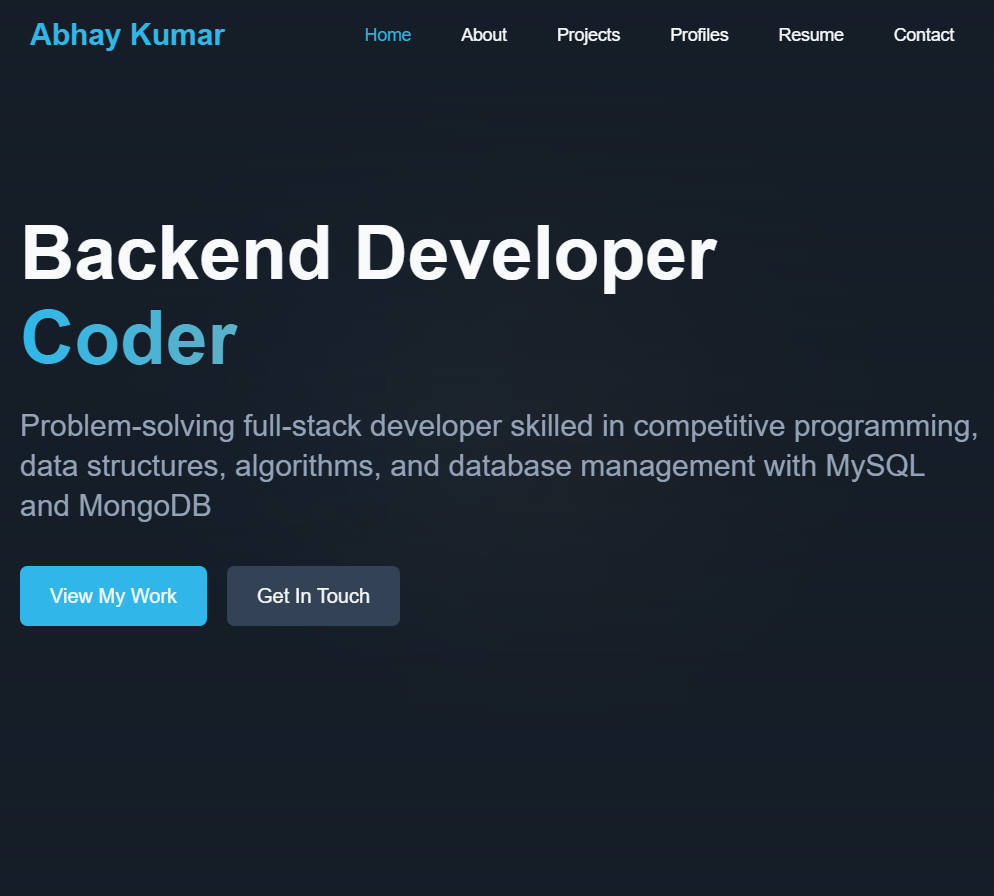 Abhay Kumar Home About Projects Profiles Resume Contact
Backend Developer
Coder
Problem-solving full-stack developer skilled in competitive programming,
data structures, algorithms, and database management with MySQL
and MongoDB
View My Work Get In Touch